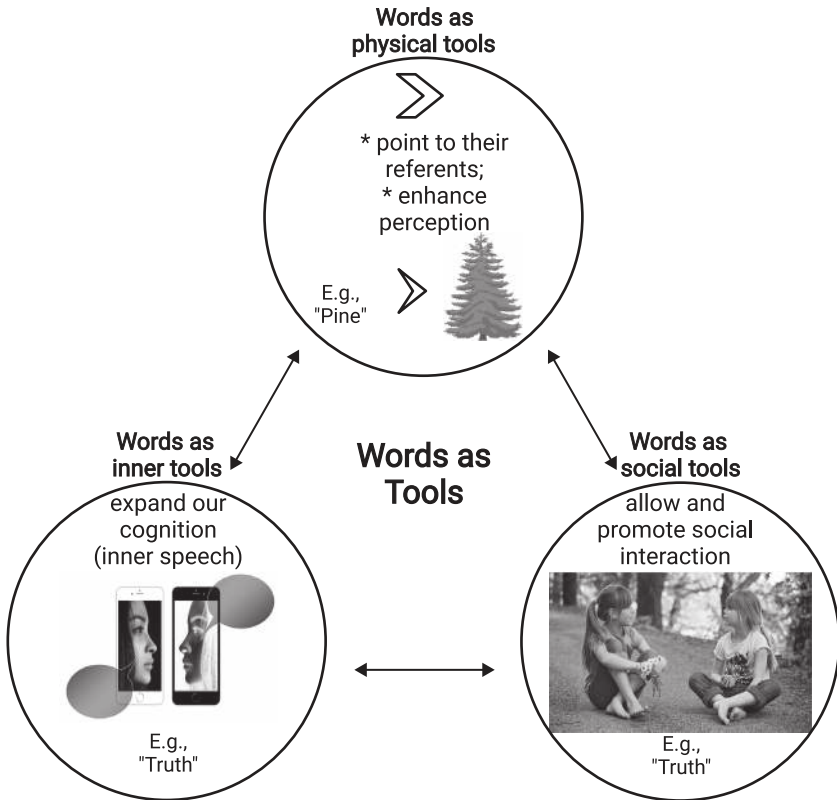 Words as
physical tools
* point to their
referents;
* enhance
perception
E.g.,
"Pine"
Words as
Tools
Words as
inner tools
expand our
cognition
(inner speech)
E.g.,
"Truth"
Words as
social tools
allow and
promote social
interaction
E.g.,
"Truth"